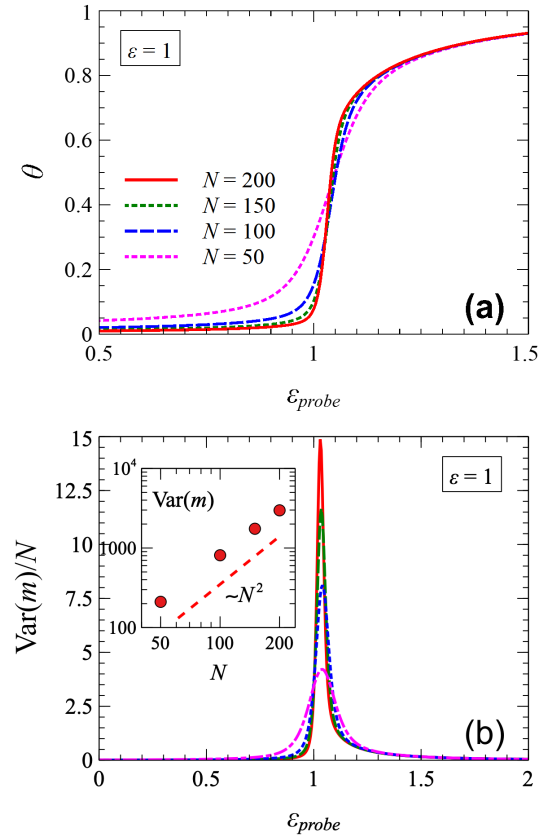 1
0.8
0.6
0.4
0.2
0
θ
ε = 1
N = 200
N = 150
N = 100
N = 50
(a)
0.5
1
1.5
ε_probe
15
12.5
10
7.5
5
2.5
0
Var(m)/N
ε = 1
10^4
1000
100
Var(m)
~N^2
50
100
200
N
(b)
0
0.5
1
1.5
2
ε_probe